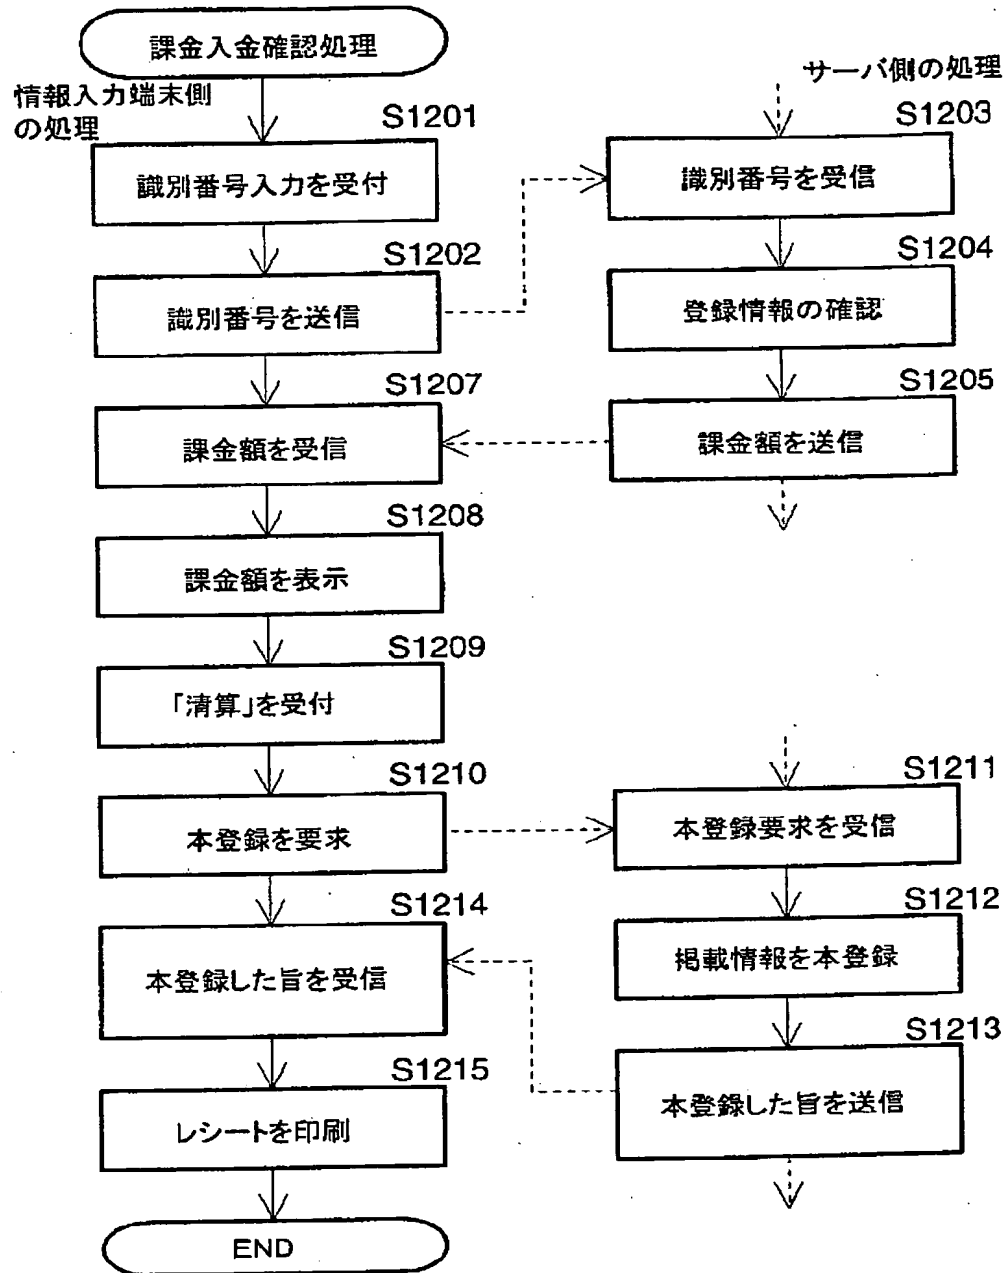 課金入金確認処理
情報入力端末側
の処理
サーバ側の処理
S1201
識別番号入力を受付
S1203
識別番号を受信
S1202
識別番号を送信
S1204
登録情報の確認
S1207
課金額を受信
S1205
課金額を送信
S1208
課金額を表示
S1209
「清算」を受付
S1210
本登録を要求
S1211
本登録要求を受信
S1214
本登録した旨を受信
S1212
掲載情報を本登録
S1213
本登録した旨を送信
S1215
レシートを印刷
END